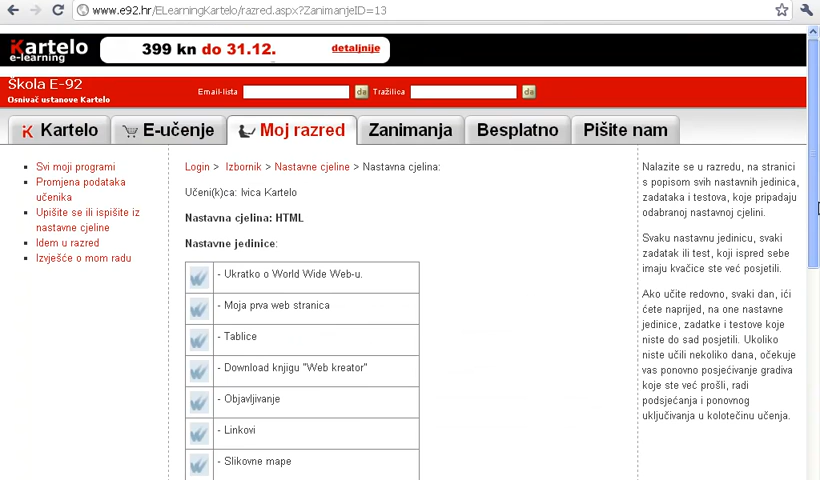 www.e92.hr/ELearningKartelo/razred.aspx?ZanimanjeID=13
Kartelo
e-learning
399 kn do 31.12.
detaljnije
Škola E-92
Osnivač ustanove Kartelo
Email-lista
da
Tražilica
da
Kartelo
E-učenje
Moj razred
Zanimanja
Besplatno
Pišite nam
Svi moji programi
Promjena podataka
učenika
Upišite se ili ispišite iz
nastavne cjeline
Idem u razred
Izvješće o mom radu
Login > Izbornik > Nastavne cjeline > Nastavna cjelina:
Učeni(k)ca: Ivica Kartelo
Nastavna cjelina: HTML
Nastavne jedinice:
- Ukratko o World Wide Web-u.
- Moja prva web stranica
- Tablice
- Download knjigu "Web kreator"
- Objavljivanje
- Linkovi
- Slikovne mape
Nalazite se u razredu, na stranici
s popisom svih nastavnih jedinica,
zadataka i testova, koje pripadaju
odabranoj nastavnoj cjelini.
Svaku nastavnu jedinicu, svaki
zadatak ili test, koji ispred sebe
imaju kvačice ste već posjetili.
Ako učite redovno, svaki dan, ići
ćete naprijed, na one nastavne
jedinice, zadatke i testove koje
niste do sad posjetili. Ukoliko
niste učili nekoliko dana, očekuje
vas ponovno posjećivanje gradiva
koje ste već prošli, radi
podsjećanja i ponovnog
uključivanja u kolotečinu učenja.